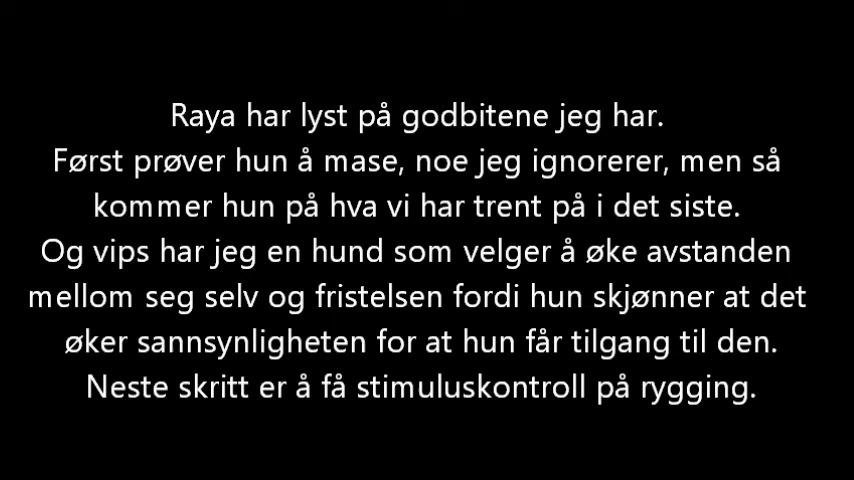 Raya har lyst på godbitene jeg har.
Først prøver hun å mase, noe jeg ignorerer, men så
kommer hun på hva vi har trent på i det siste.
Og vips har jeg en hund som velger å øke avstanden
mellom seg selv og fristelsen fordi hun skjønner at det
øker sannsynligheten for at hun får tilgang til den.
Neste skritt er å få stimuluskontroll på rygging.